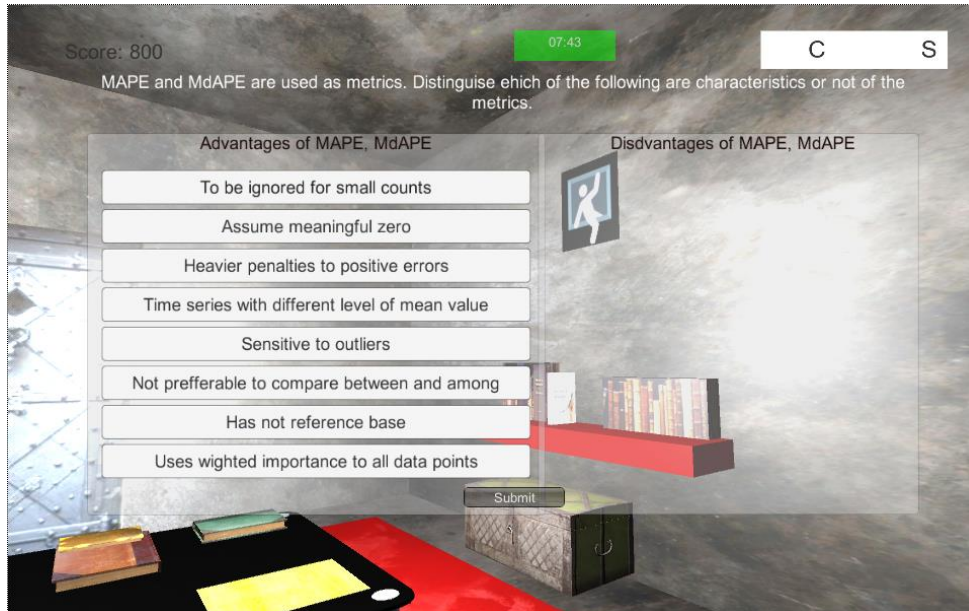 Score: 800
07:43
C S
MAPE and MdAPE are used as metrics. Distinguise ehich of the following are characteristics or not of the
metrics.
Advantages of MAPE, MdAPE
Disdvantages of MAPE, MdAPE
To be ignored for small counts
Assume meaningful zero
Heavier penalties to positive errors
Time series with different level of mean value
Sensitive to outliers
Not prefferable to compare between and among
Has not reference base
Uses wighted importance to all data points
Submit